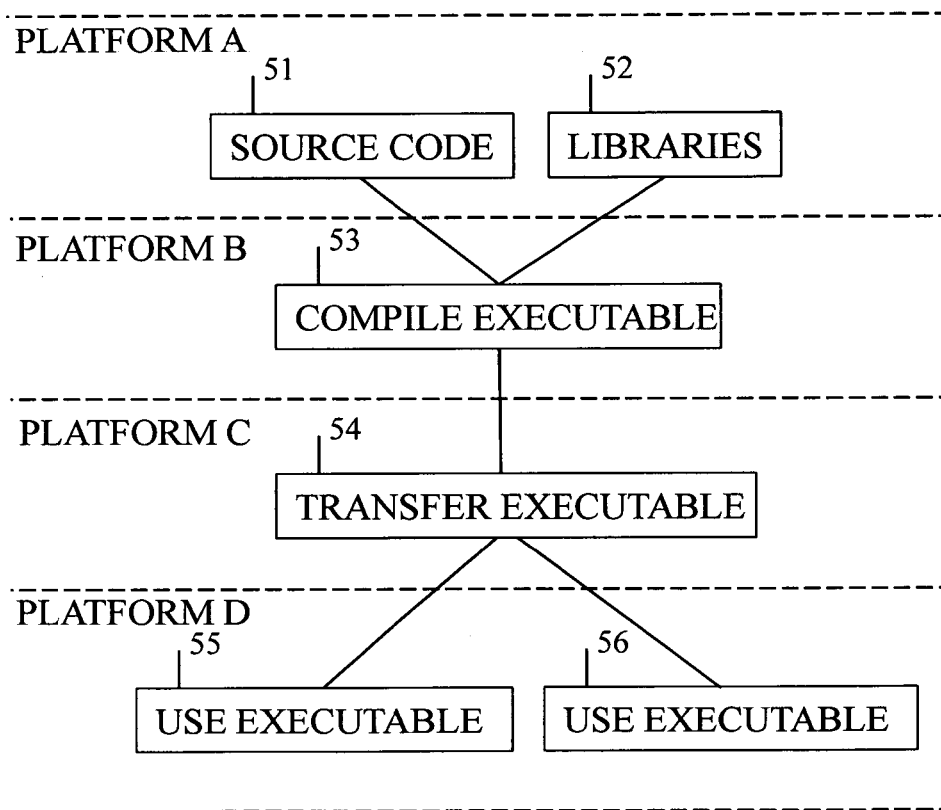 PLATFORM A
51
52
SOURCE CODE
LIBRARIES
PLATFORM B
53
COMPILE EXECUTABLE
PLATFORM C
54
TRANSFER EXECUTABLE
PLATFORM D
55
56
USE EXECUTABLE
USE EXECUTABLE